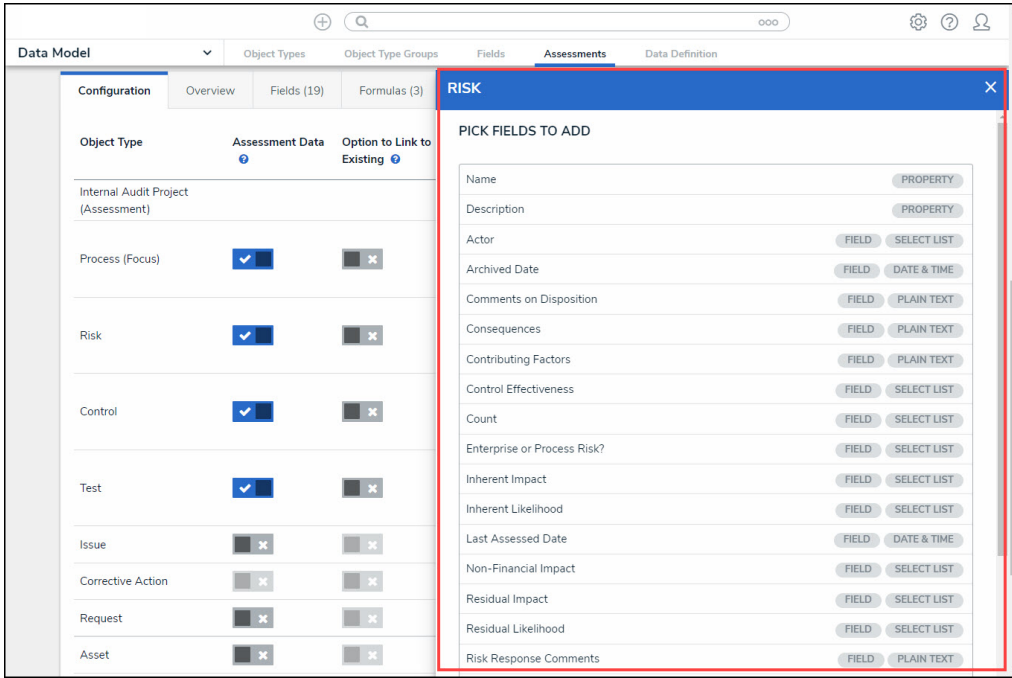 Data Model
Object Types
Object Type Groups
Fields
Assessments
Data Definition
Configuration
Overview
Fields (19)
Formulas (3)
Object Type
Assessment Data
Option to Link to
Existing
Internal Audit Project
(Assessment)
Process (Focus)
Risk
Control
Test
Issue
Corrective Action
Request
Asset
RISK
PICK FIELDS TO ADD
Name PROPERTY
Description PROPERTY
Actor FIELD SELECT LIST
Archived Date FIELD DATE & TIME
Comments on Disposition FIELD PLAIN TEXT
Consequences FIELD PLAIN TEXT
Contributing Factors FIELD PLAIN TEXT
Control Effectiveness FIELD SELECT LIST
Count FIELD SELECT LIST
Enterprise or Process Risk? FIELD SELECT LIST
Inherent Impact FIELD SELECT LIST
Inherent Likelihood FIELD SELECT LIST
Last Assessed Date FIELD DATE & TIME
Non-Financial Impact FIELD SELECT LIST
Residual Impact FIELD SELECT LIST
Residual Likelihood FIELD SELECT LIST
Risk Response Comments FIELD PLAIN TEXT